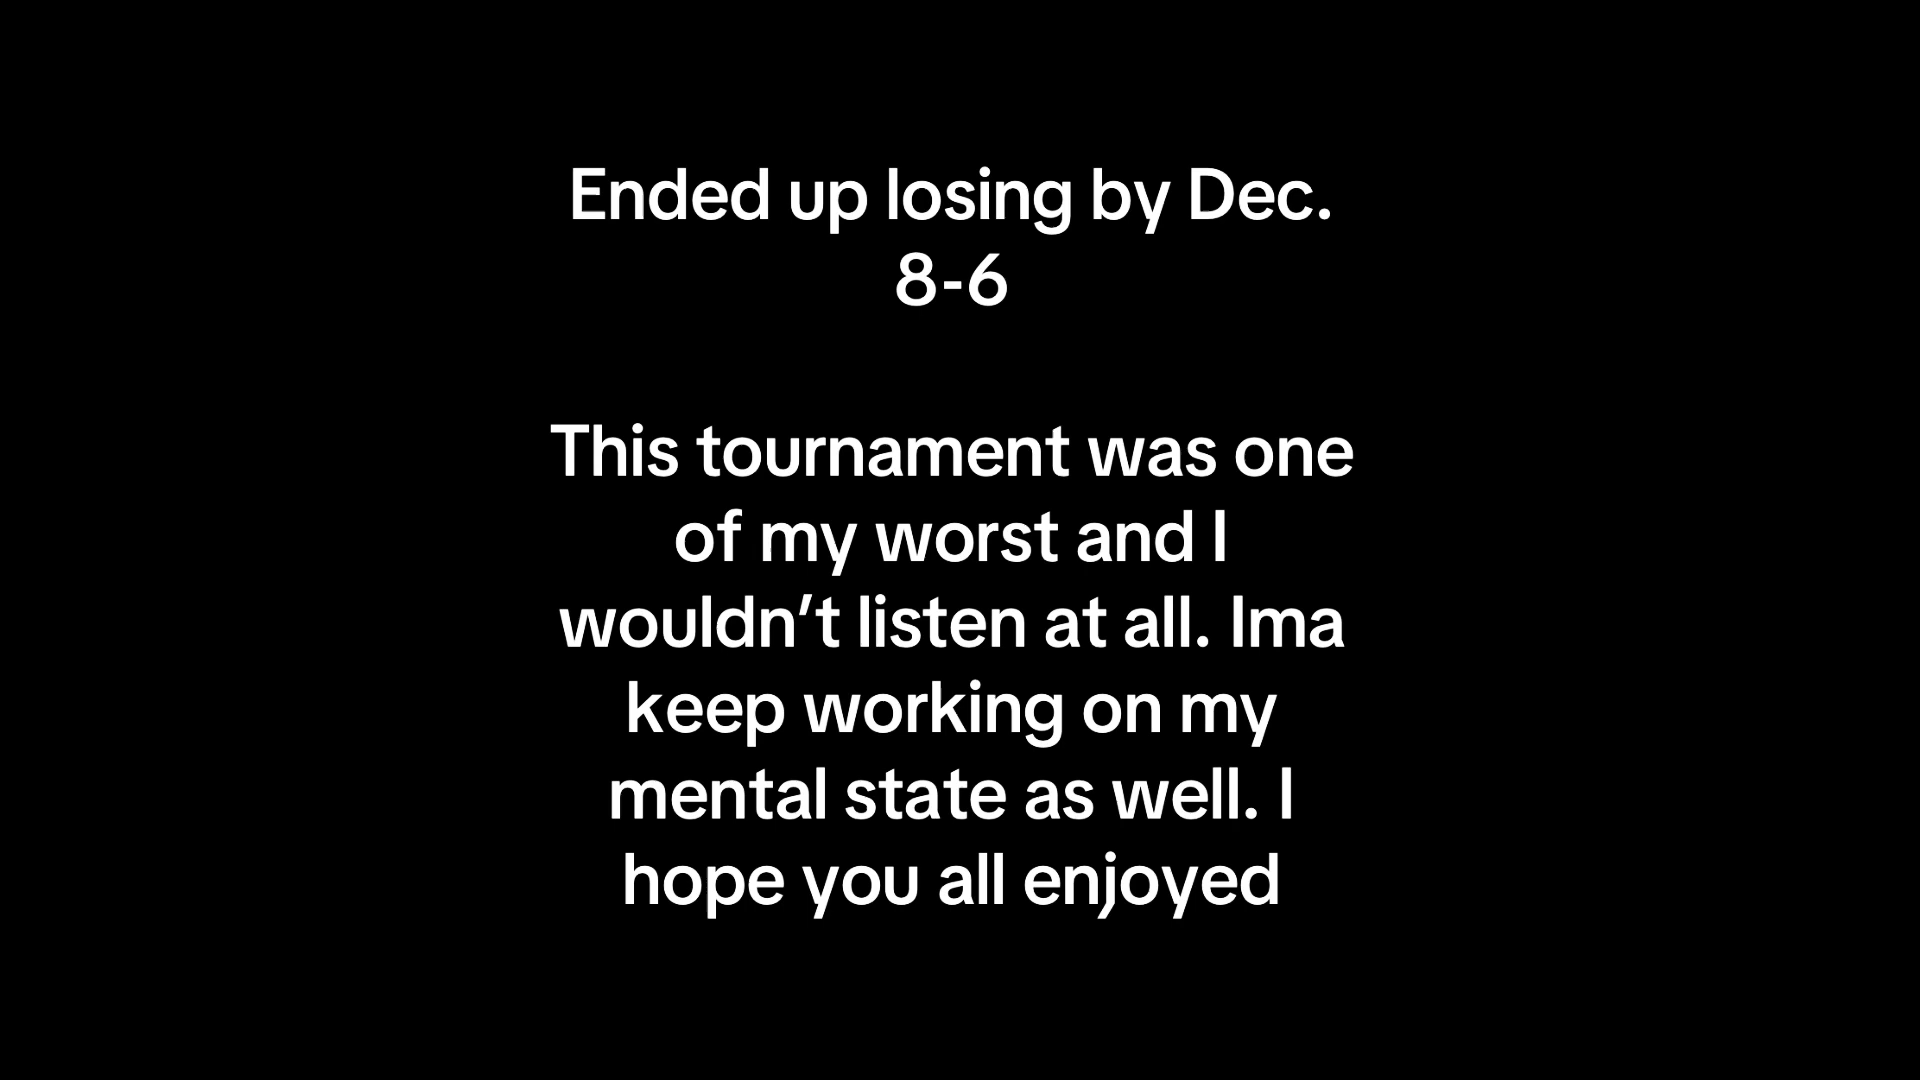 Ended up losing by Dec.
8-6
This tournament was one
of my worst and I
wouldn’t listen at all. Ima
keep working on my
mental state as well. I
hope you all enjoyed